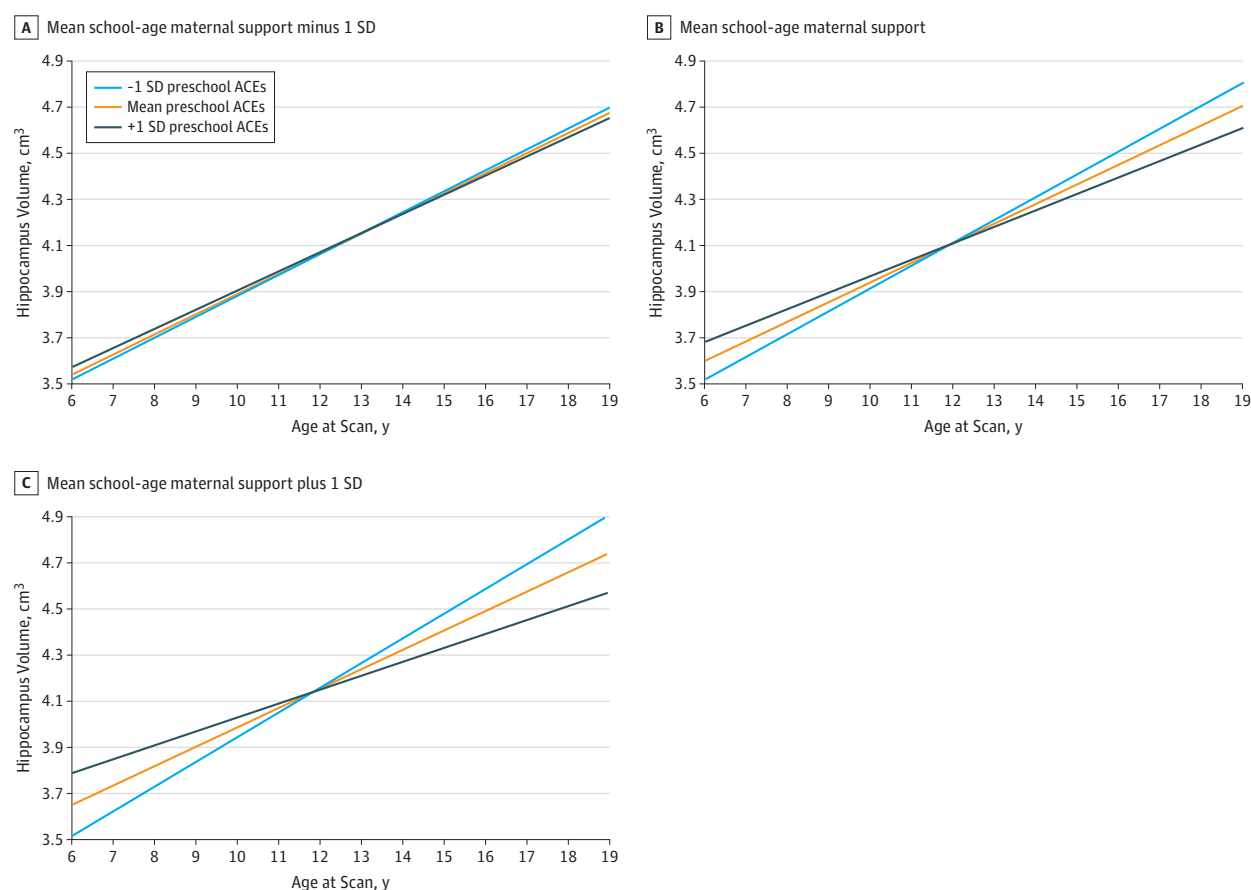 A Mean school-age maternal support minus 1 SD
4.9
4.7
4.5
4.3
4.1
3.9
3.7
3.5
Hippocampus Volume, cm³
–1 SD preschool ACEs
Mean preschool ACEs
+1 SD preschool ACEs
6 7 8 9 10 11 12 13 14 15 16 17 18 19
Age at Scan, y
B Mean school-age maternal support
4.9
4.7
4.5
4.3
4.1
3.9
3.7
3.5
Hippocampus Volume, cm³
6 7 8 9 10 11 12 13 14 15 16 17 18 19
Age at Scan, y
C Mean school-age maternal support plus 1 SD
4.9
4.7
4.5
4.3
4.1
3.9
3.7
3.5
Hippocampus Volume, cm³
6 7 8 9 10 11 12 13 14 15 16 17 18 19
Age at Scan, y